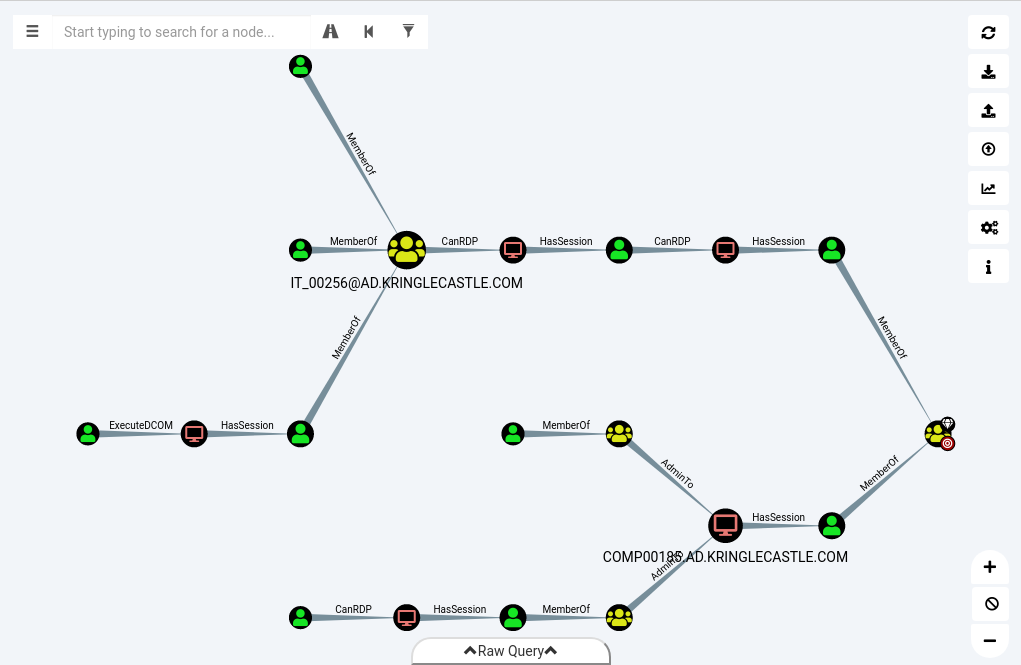 Start typing to search for a node...
MemberOf
MemberOf
CanRDP
HasSession
CanRDP
HasSession
IT_00256@AD.KRINGLECASTLE.COM
MemberOf
MemberOf
ExecuteDCOM
HasSession
MemberOf
AdminTo
MemberOf
HasSession
COMP00185.AD.KRINGLECASTLE.COM
AdminTo
CanRDP
HasSession
MemberOf
Raw Query